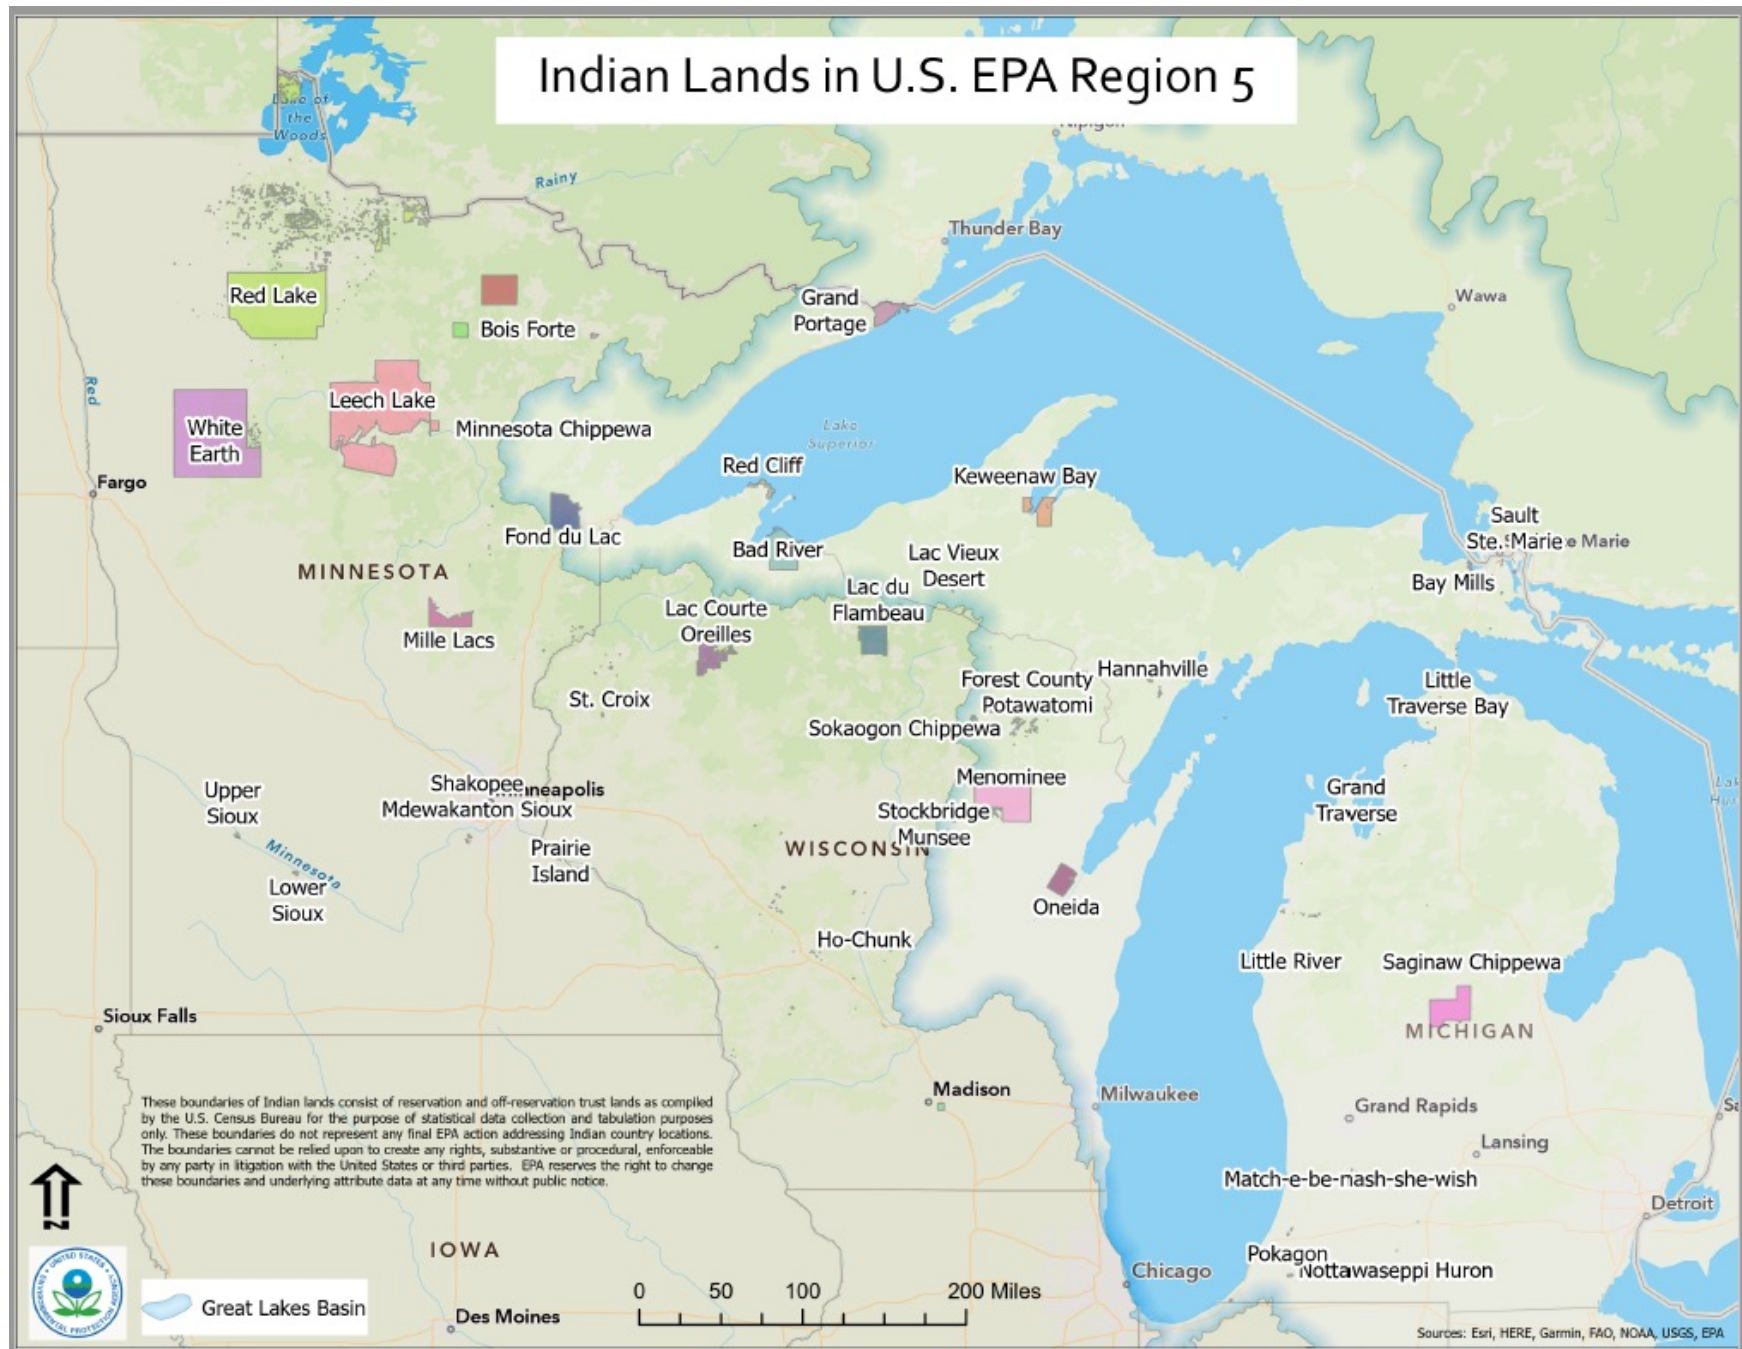 Indian Lands in U.S. EPA Region 5
Lake of
the
Woods
Rainy
Thunder Bay
Red Lake
Bois Forte
Grand
Portage
Wawa
Red
White
Earth
Leech Lake
Minnesota Chippewa
Lake
Superior
Fargo
Red Cliff
Keweenaw Bay
Fond du Lac
Bad River
Lac Vieux
Desert
Sault
Ste. Marie
e Marie
Bay Mills
MINNESOTA
Lac du
Flambeau
Lac Courte
Oreilles
Mille Lacs
St. Croix
Forest County
Potawatomi
Hannahville
Little
Traverse Bay
Sokaogon Chippewa
Menominee
Upper
Sioux
Shakopee
Mdewakanton Sioux
nneapolis
Grand
Traverse
Stockbridge
Munsee
WISCONSIN
Prairie
Island
Minnesota
Lower
Sioux
Oneida
Ho-Chunk
Little River
Saginaw Chippewa
MICHIGAN
Sioux Falls
Madison
Milwaukee
Grand Rapids
Lansing
These boundaries of Indian lands consist of reservation and off-reservation trust lands as compiled
by the U.S. Census Bureau for the purpose of statistical data collection and tabulation purposes
only. These boundaries do not represent any final EPA action addressing Indian country locations.
The boundaries cannot be relied upon to create any rights, substantive or procedural, enforceable
by any party in litigation with the United States or third parties. EPA reserves the right to change
these boundaries and underlying attribute data at any time without public notice.
Match-e-be-nash-she-wish
Detroit
N
IOWA
Pokagon
Nottawaseppi Huron
Chicago
UNITED STATES
ENVIRONMENTAL PROTECTION AGENCY
Great Lakes Basin
0 50 100 200 Miles
Des Moines
Sources: Esri, HERE, Garmin, FAO, NOAA, USGS, EPA